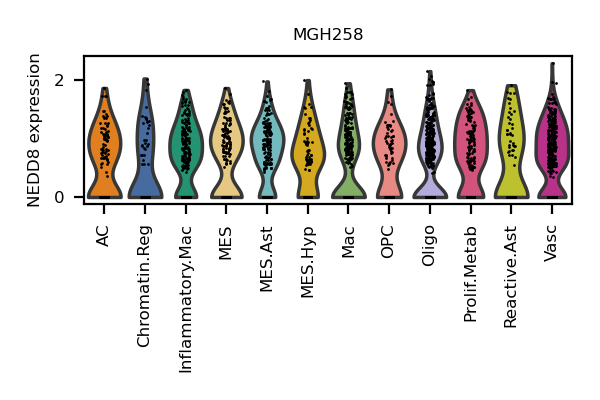 MGH258
NEDD8 expression
2
0
AC
Chromatin.Reg
Inflammatory.Mac
MES
MES.Ast
MES.Hyp
Mac
OPC
Oligo
Prolif.Metab
Reactive.Ast
Vasc